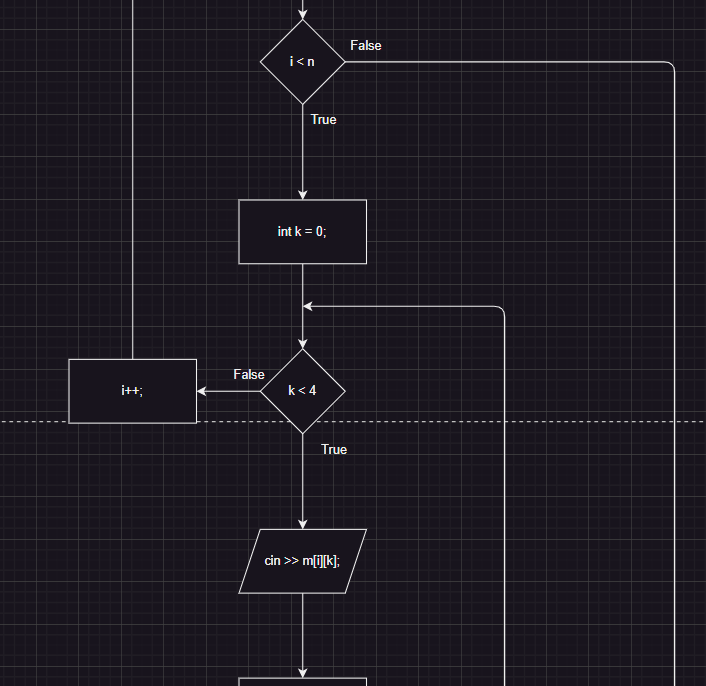 i < n
False
True
int k = 0;
i++;
False
k < 4
True
cin >> m[i][k];